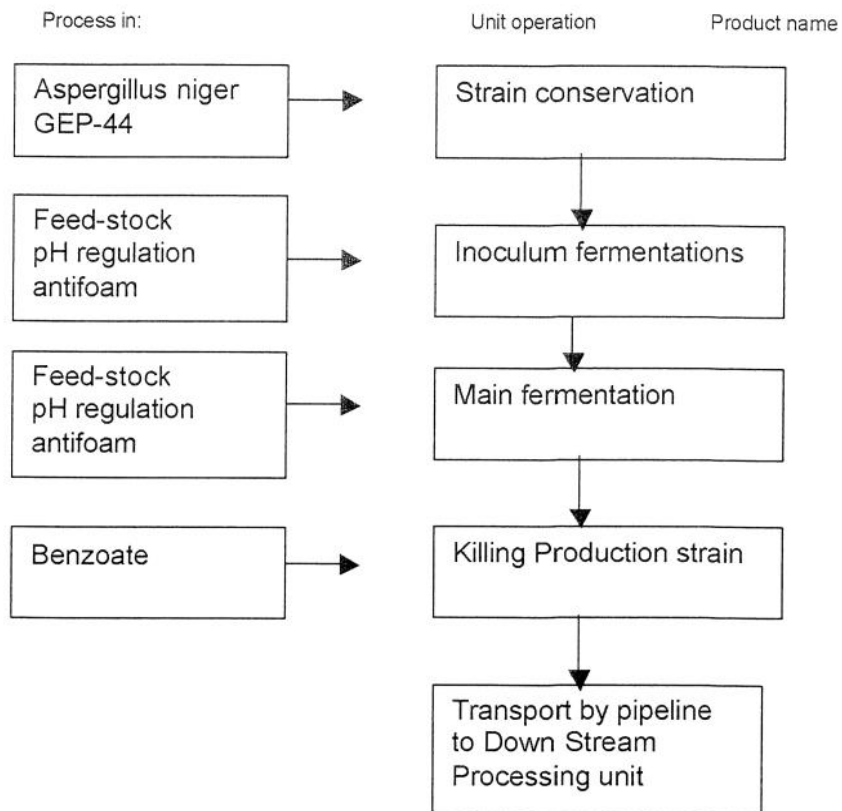 Process in:
Unit operation
Product name
Aspergillus niger
GEP-44
Strain conservation
Feed-stock
pH regulation
antifoam
Inoculum fermentations
Feed-stock
pH regulation
antifoam
Main fermentation
Benzoate
Killing Production strain
Transport by pipeline
to Down Stream
Processing unit